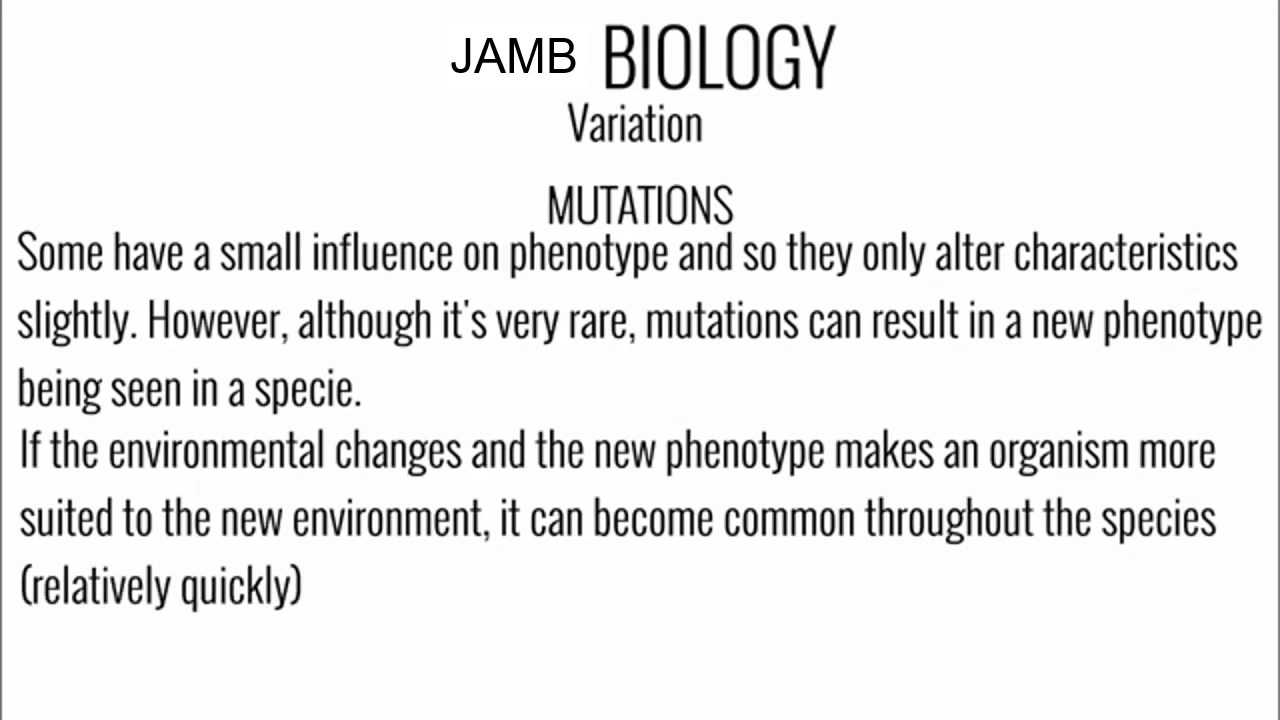 JAMB BIOLOGY
Variation
MUTATIONS
Some have a small influence on phenotype and so they only alter characteristics
slightly. However, although it's very rare, mutations can result in a new phenotype
being seen in a specie.
If the environmental changes and the new phenotype makes an organism more
suited to the new environment, it can become common throughout the species
(relatively quickly)